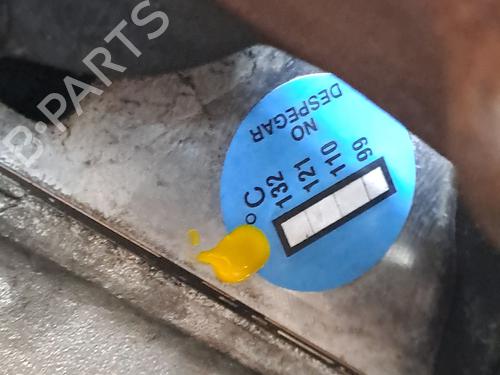 B-PARTS
NO
DESPEGAR
°C
132
121
110
99